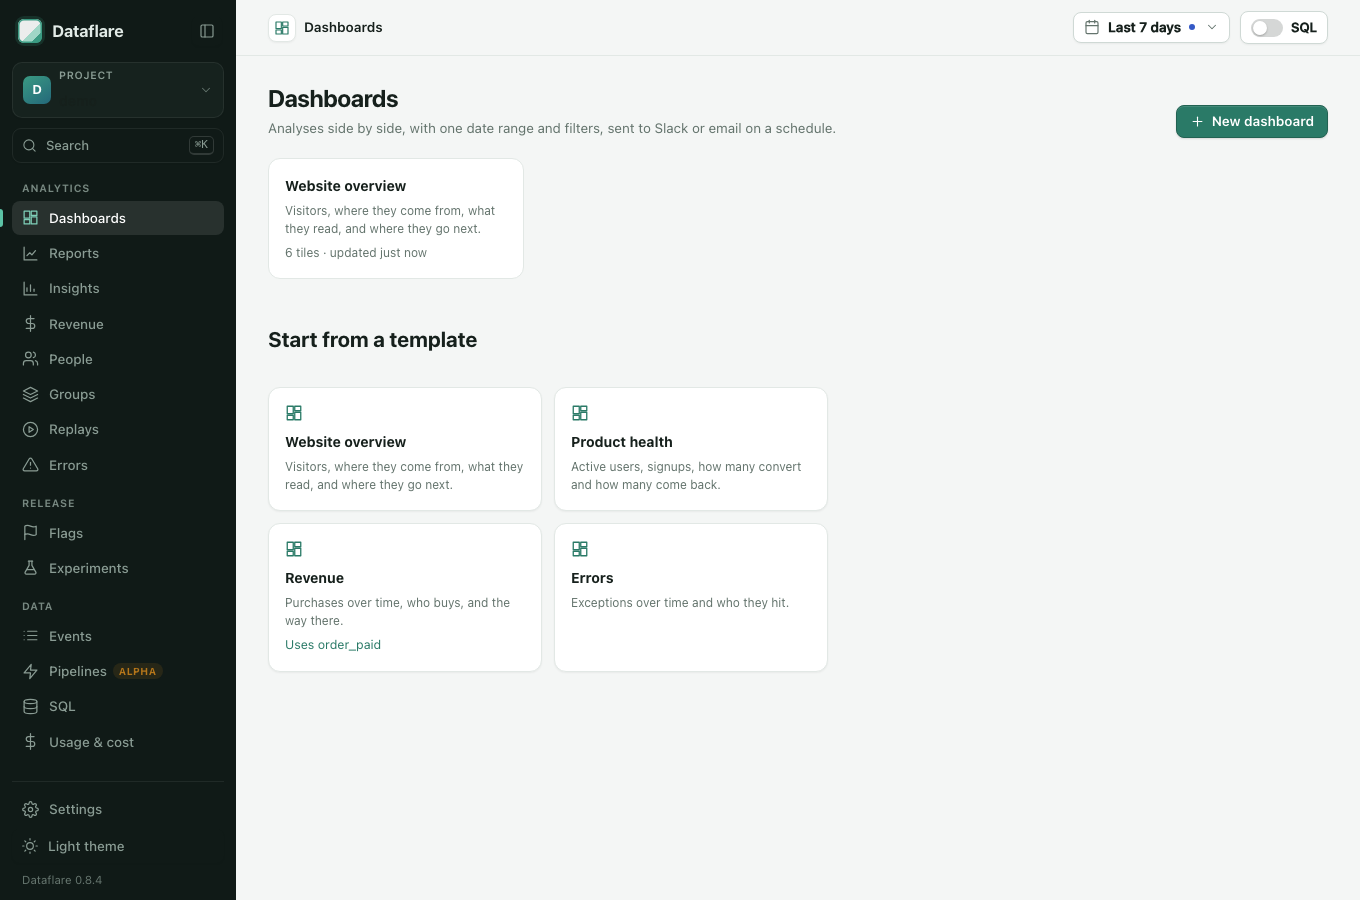 Dataflare
PROJECT
D
Search
⌘K
ANALYTICS
Dashboards
Reports
Insights
Revenue
People
Groups
Replays
Errors
RELEASE
Flags
Experiments
DATA
Events
Pipelines ALPHA
SQL
Usage & cost
Settings
Light theme
Dataflare 0.8.4
Dashboards
Last 7 days
SQL
Dashboards
Analyses side by side, with one date range and filters, sent to Slack or email on a schedule.
New dashboard
Website overview
Visitors, where they come from, what
they read, and where they go next.
6 tiles · updated just now
Start from a template
Website overview
Visitors, where they come from, what they
read, and where they go next.
Product health
Active users, signups, how many convert
and how many come back.
Revenue
Purchases over time, who buys, and the
way there.
Uses order_paid
Errors
Exceptions over time and who they hit.